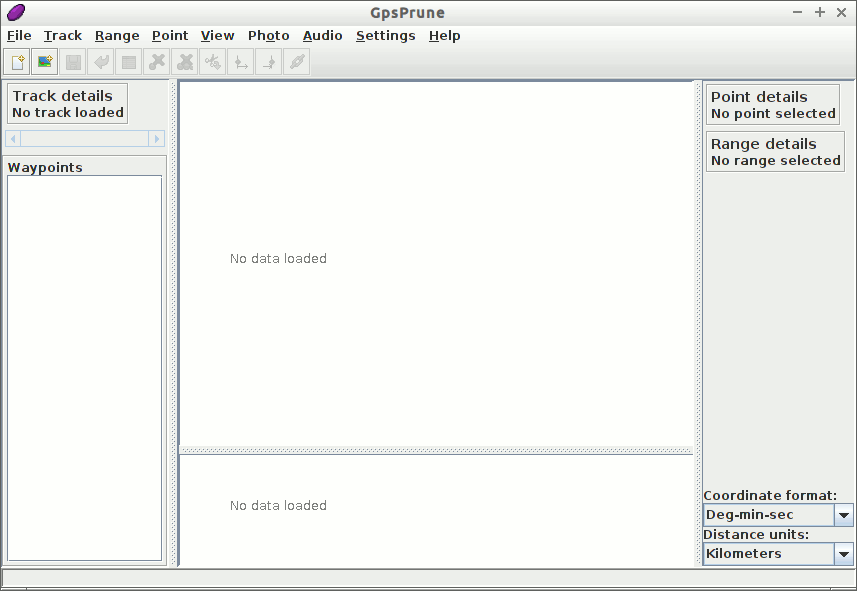 GpsPrune
File Track Range Point View Photo Audio Settings Help
Track details
No track loaded
Waypoints
No data loaded
No data loaded
Point details
No point selected
Range details
No range selected
Coordinate format:
Deg-min-sec
Distance units:
Kilometers